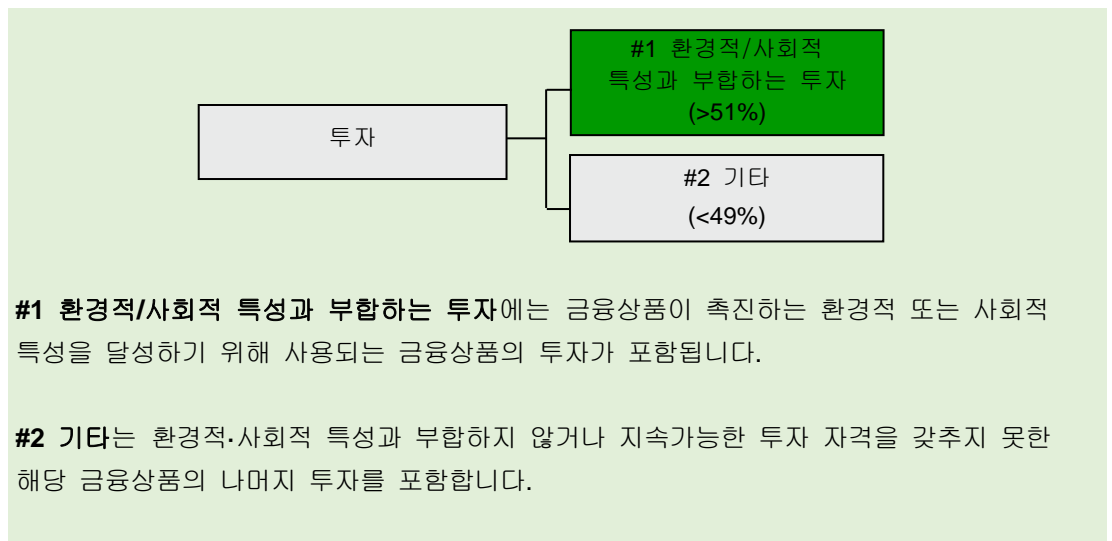 투자
#1 환경적/사회적
특성과 부합하는 투자
(>51%)
#2 기타
(<49%)
#1 환경적/사회적 특성과 부합하는 투자에는 금융상품이 촉진하는 환경적 또는 사회적
특성을 달성하기 위해 사용되는 금융상품의 투자가 포함됩니다.
#2 기타는 환경적·사회적 특성과 부합하지 않거나 지속가능한 투자 자격을 갖추지 못한
해당 금융상품의 나머지 투자를 포함합니다.